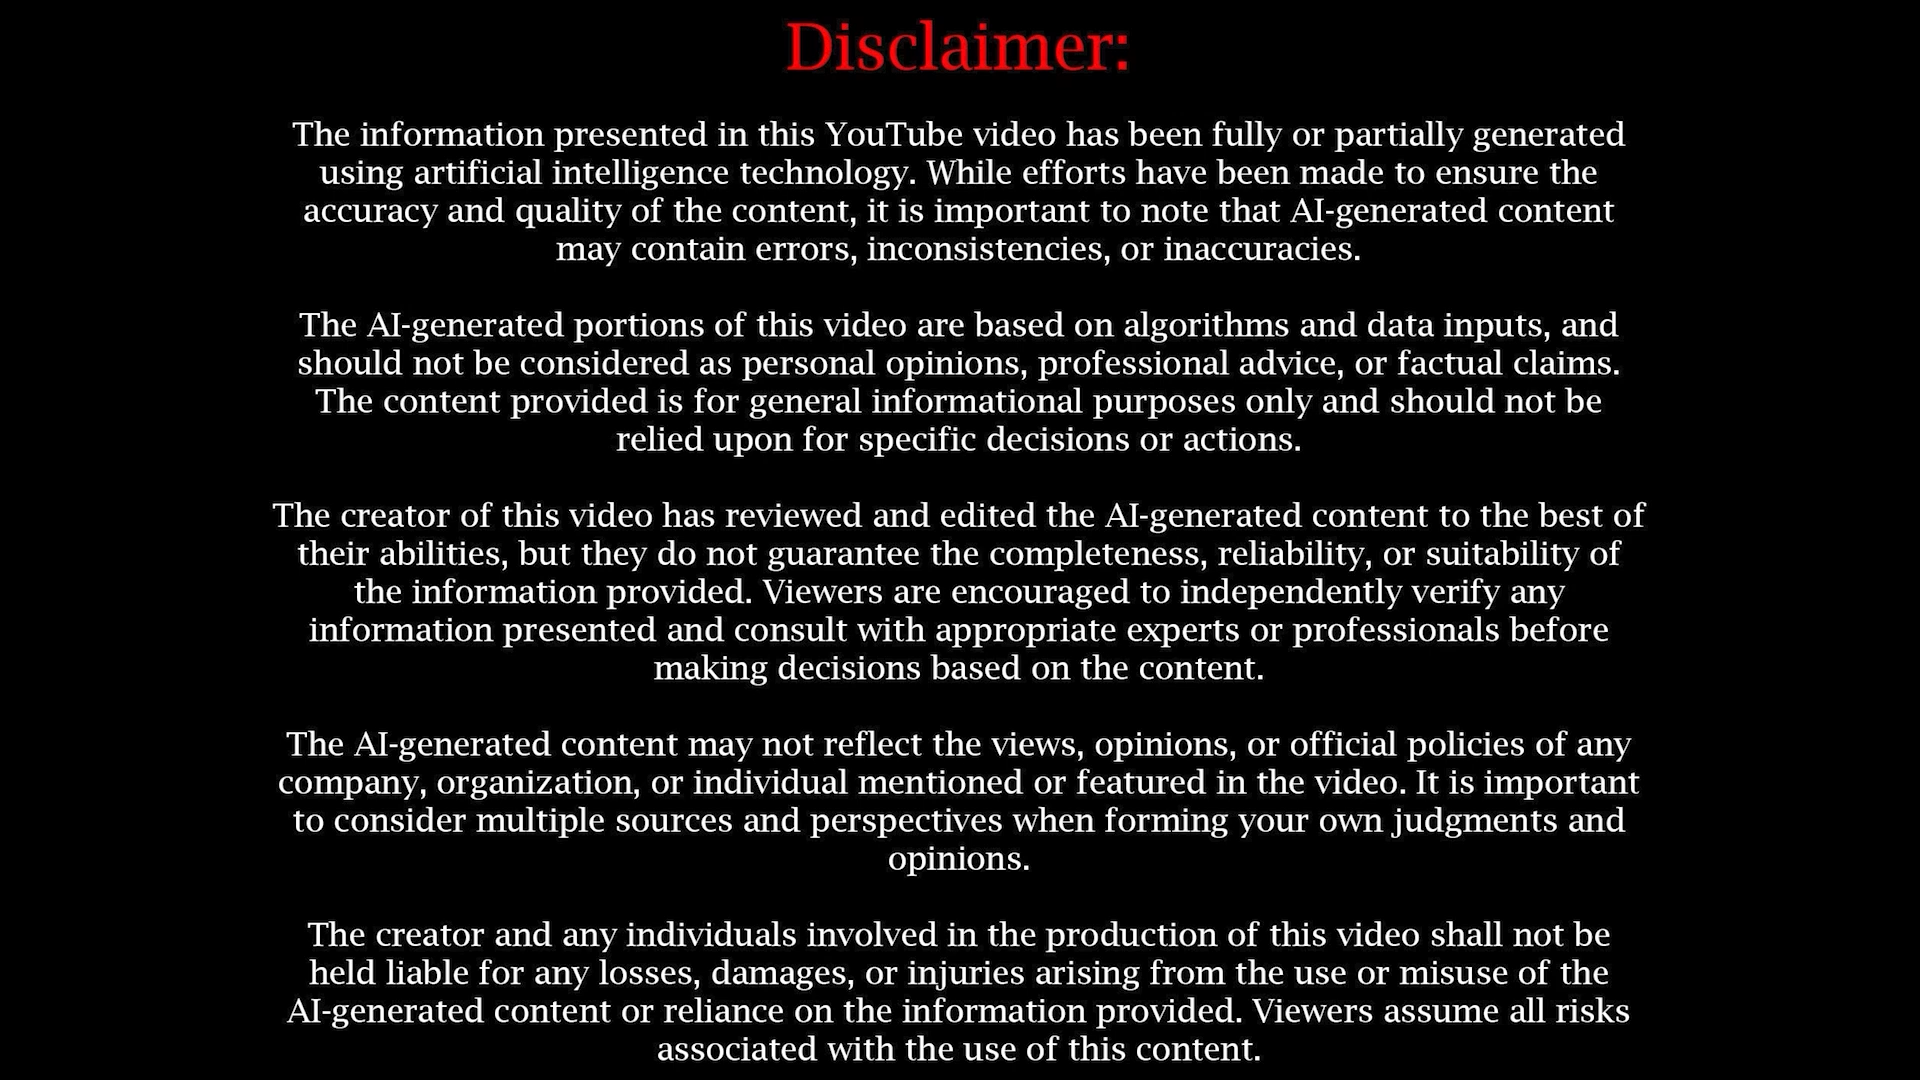 Disclaimer:
The information presented in this YouTube video has been fully or partially generated
using artificial intelligence technology. While efforts have been made to ensure the
accuracy and quality of the content, it is important to note that AI-generated content
may contain errors, inconsistencies, or inaccuracies.
The AI-generated portions of this video are based on algorithms and data inputs, and
should not be considered as personal opinions, professional advice, or factual claims.
The content provided is for general informational purposes only and should not be
relied upon for specific decisions or actions.
The creator of this video has reviewed and edited the AI-generated content to the best of
their abilities, but they do not guarantee the completeness, reliability, or suitability of
the information provided. Viewers are encouraged to independently verify any
information presented and consult with appropriate experts or professionals before
making decisions based on the content.
The AI-generated content may not reflect the views, opinions, or official policies of any
company, organization, or individual mentioned or featured in the video. It is important
to consider multiple sources and perspectives when forming your own judgments and
opinions.
The creator and any individuals involved in the production of this video shall not be
held liable for any losses, damages, or injuries arising from the use or misuse of the
AI-generated content or reliance on the information provided. Viewers assume all risks
associated with the use of this content.